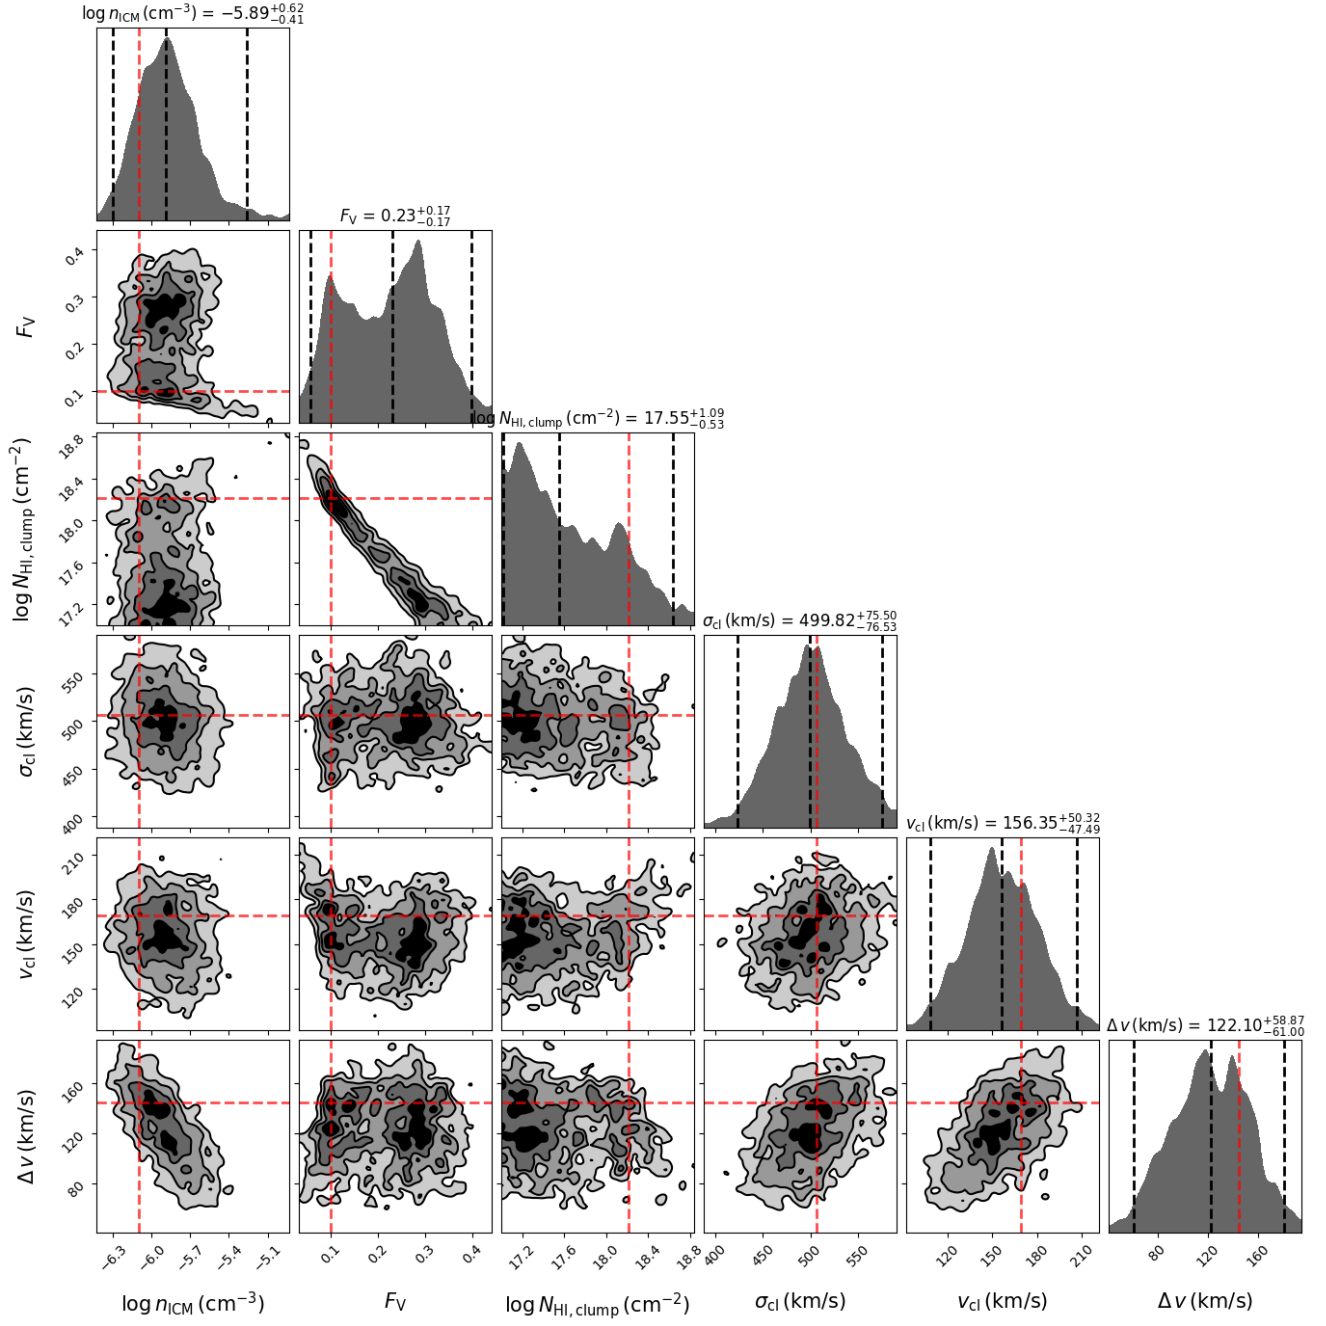 log n_ICM (cm⁻³) = −5.89 +0.62 −0.41
F_V = 0.23 +0.17 −0.17
0.4
0.3
0.2
0.1
F_V
log N_HI, clump (cm⁻²) = 17.55 +1.09 −0.53
18.8
18.4
18.0
17.6
17.2
log N_HI, clump (cm⁻²)
σ_cl (km/s) = 499.82 +75.50 −76.53
550
500
450
400
σ_cl (km/s)
v_cl (km/s) = 156.35 +50.32 −47.49
210
180
150
120
v_cl (km/s)
Δ v (km/s) = 122.10 +58.87 −61.00
160
120
80
Δ v (km/s)
−6.3 −6.0 −5.7 −5.4 −5.1 0.1 0.2 0.3 0.4 17.2 17.6 18.0 18.4 18.8 400 450 500 550 120 150 180 210 80 120 160
log n_ICM (cm⁻³) F_V log N_HI, clump (cm⁻²) σ_cl (km/s) v_cl (km/s) Δ v (km/s)